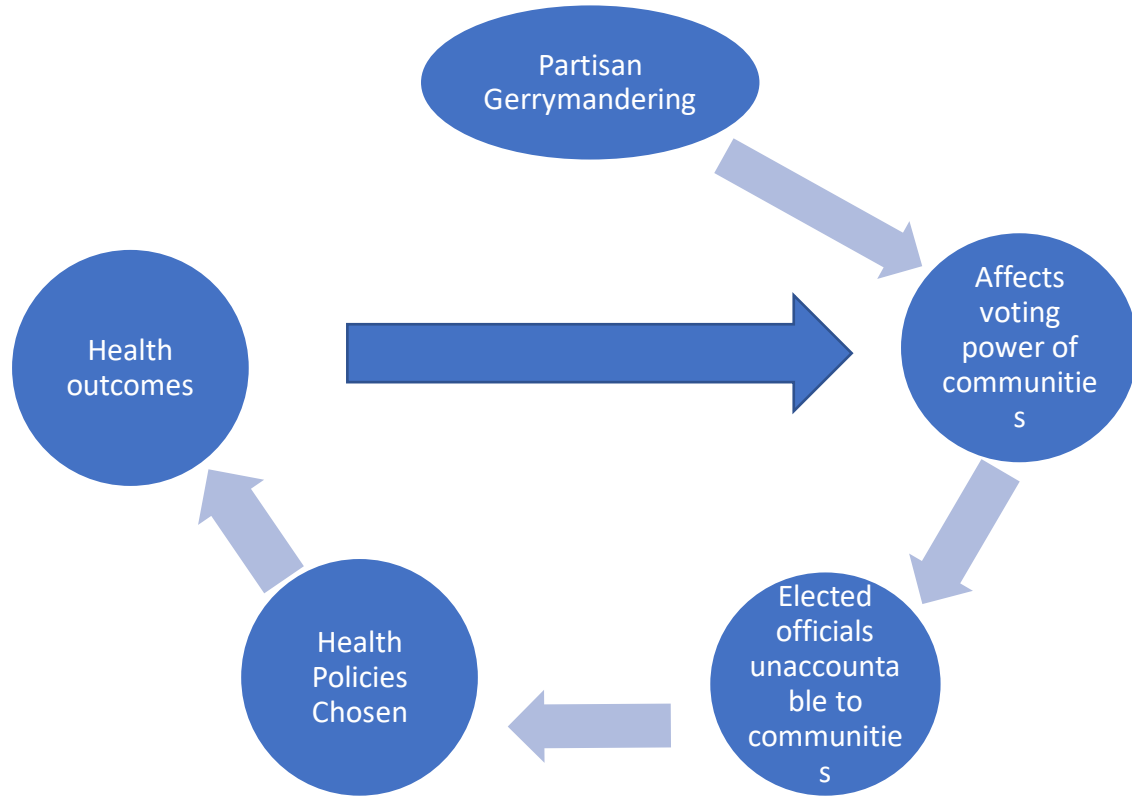 Partisan
Gerrymandering
Affects
voting
power of
communitie
s
Elected
officials
unaccounta
ble to
communitie
s
Health
Policies
Chosen
Health
outcomes